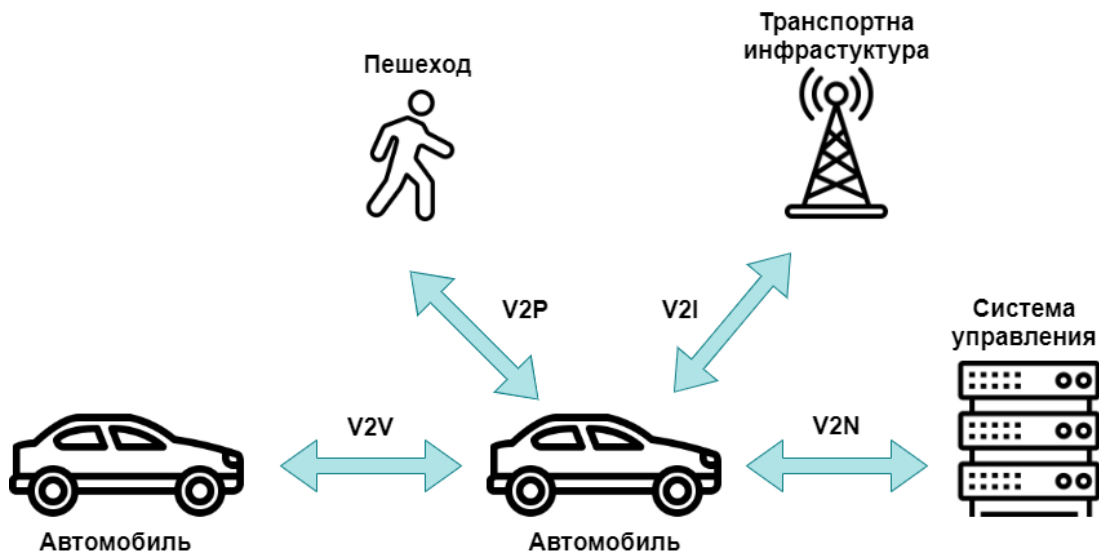 Транспортна
инфрастуктура
Пешеход
V2P
V2I
Система
управления
V2V
V2N
Автомобиль
Автомобиль